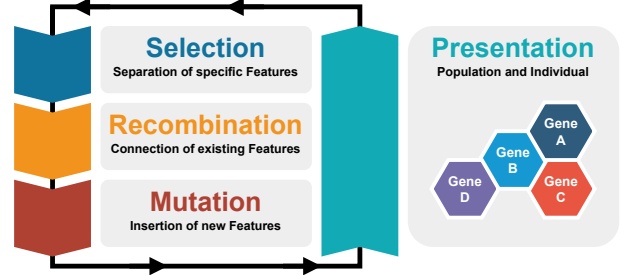 Selection
Separation of specific Features
Recombination
Connection of existing Features
Mutation
Insertion of new Features
Presentation
Population and Individual
Gene
A
Gene
B
Gene
C
Gene
D